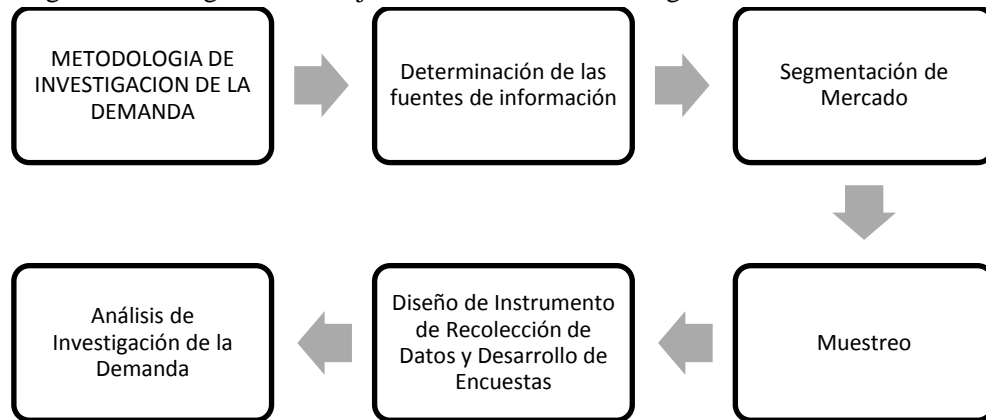 METODOLOGIA DE
INVESTIGACION DE LA
DEMANDA
Determinación de las
fuentes de información
Segmentación de
Mercado
Muestreo
Diseño de Instrumento
de Recolección de
Datos y Desarrollo de
Encuestas
Análisis de
Investigación de la
Demanda